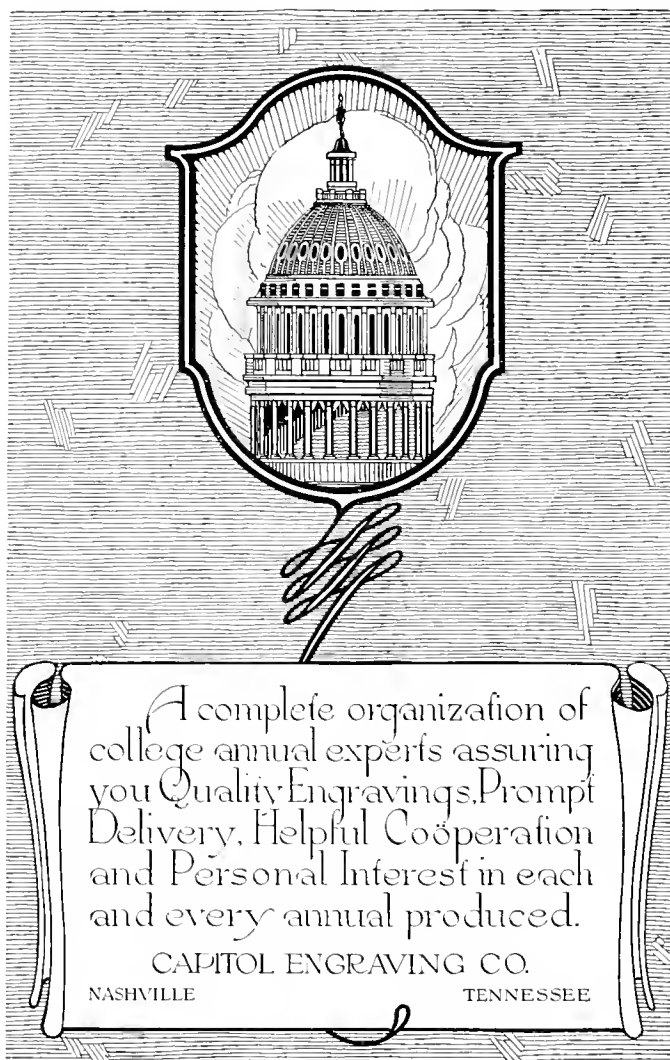 A complete organization of
college annual experts assuring
you Quality Engravings, Prompt
Delivery, Helpful Coöperation
and Personal Interest in each
and every annual produced.
CAPITOL ENGRAVING CO.
NASHVILLE TENNESSEE